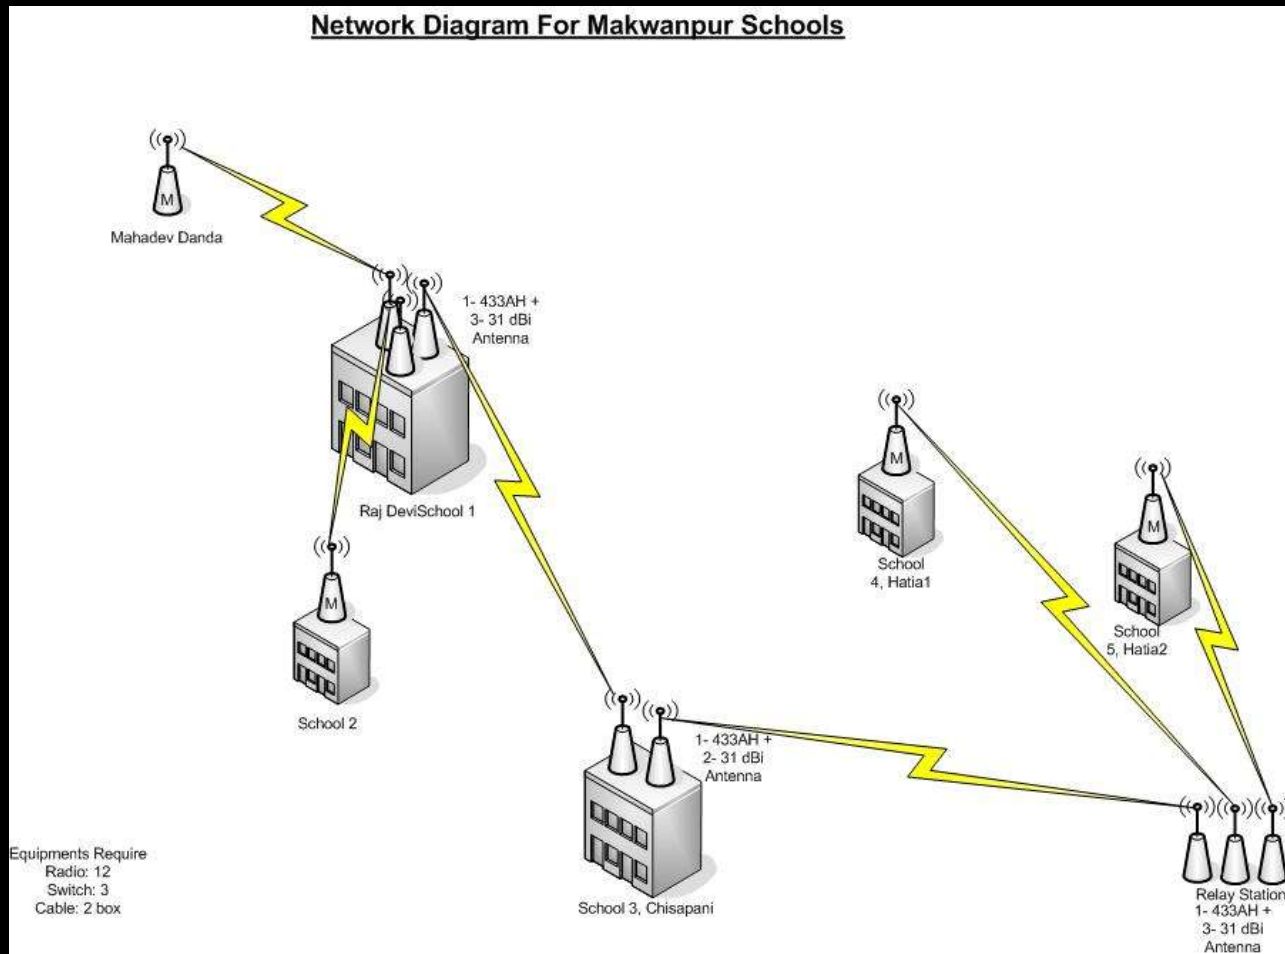 Network Diagram For Makwanpur Schools
M
Mahadev Danda
1- 433AH +
3- 31 dBi
Antenna
Raj DeviSchool 1
M
School
4, Hatia1
M
School
5, Hatia2
M
School 2
1- 433AH +
2- 31 dBi
Antenna
School 3, Chisapani
Equipments Require
Radio: 12
Switch: 3
Cable: 2 box
Relay Station
1- 433AH +
3- 31 dBi
Antenna